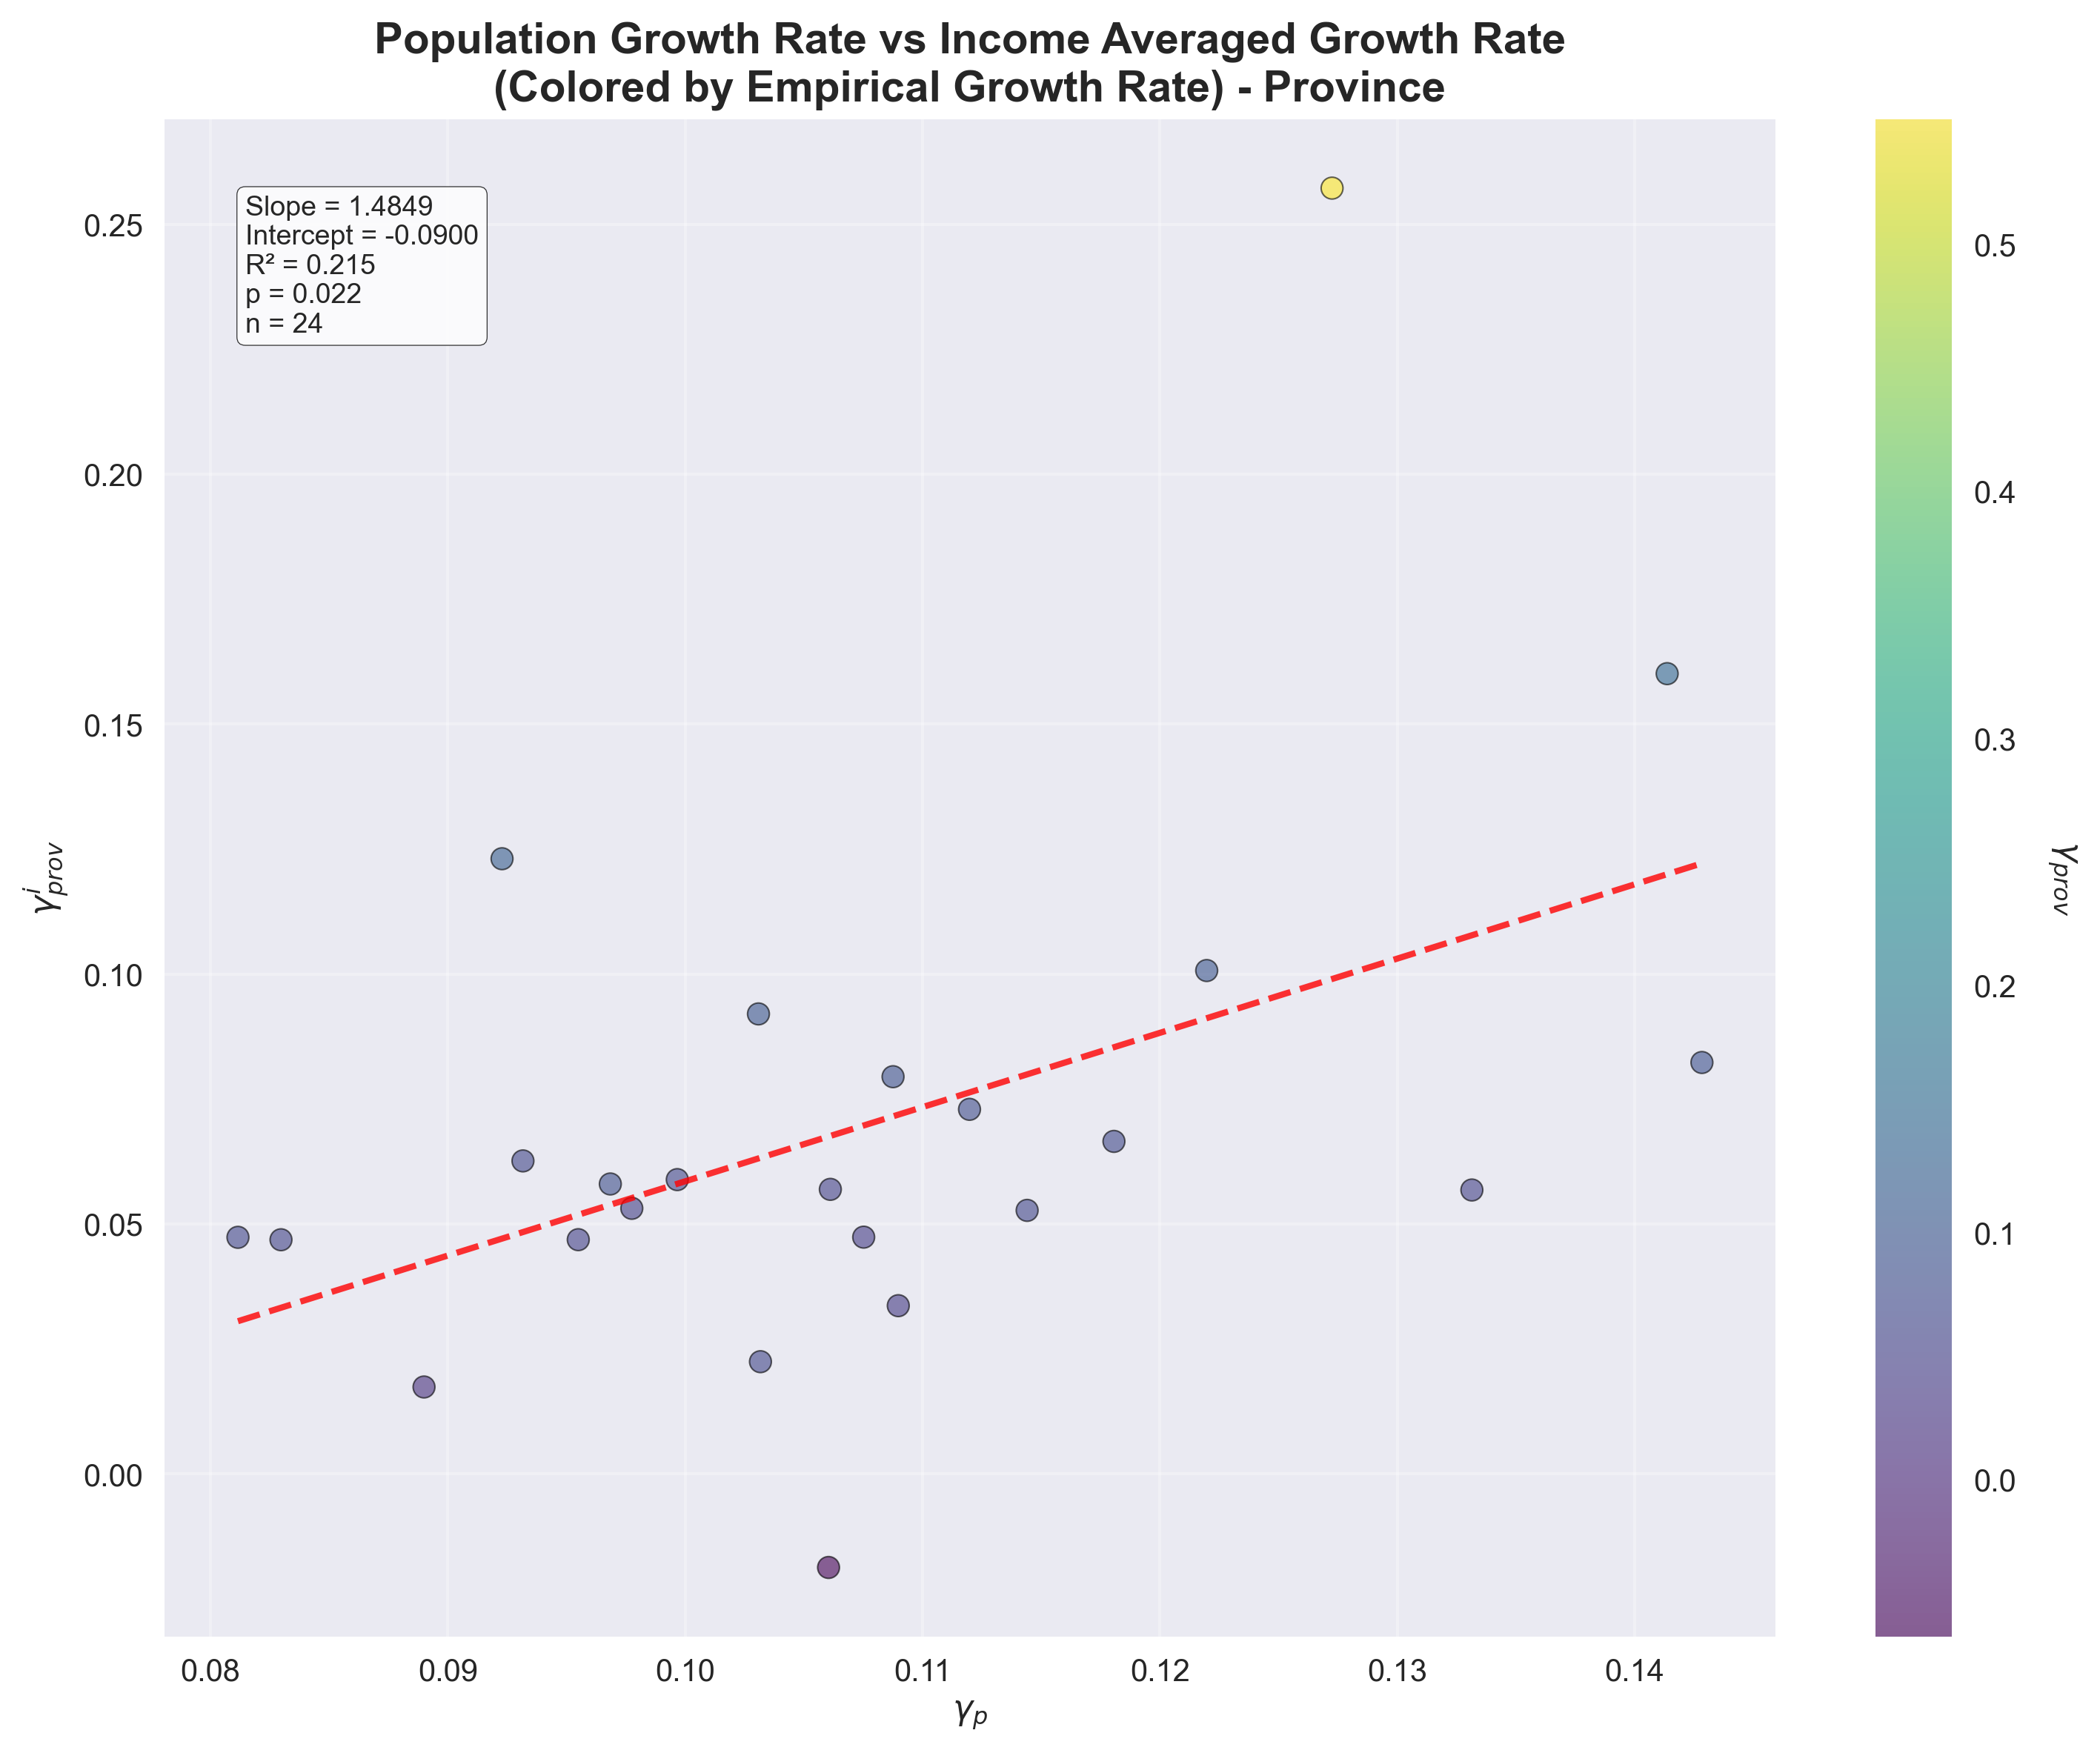 Population Growth Rate vs Income Averaged Growth Rate
(Colored by Empirical Growth Rate) - Province
Slope = 1.4849
Intercept = -0.0900
R² = 0.215
p = 0.022
n = 24
0.25
0.20
0.15
0.10
0.05
0.00
γ^i_prov
0.08 0.09 0.10 0.11 0.12 0.13 0.14
γ_p
0.5
0.4
0.3
0.2
0.1
0.0
γ_prov